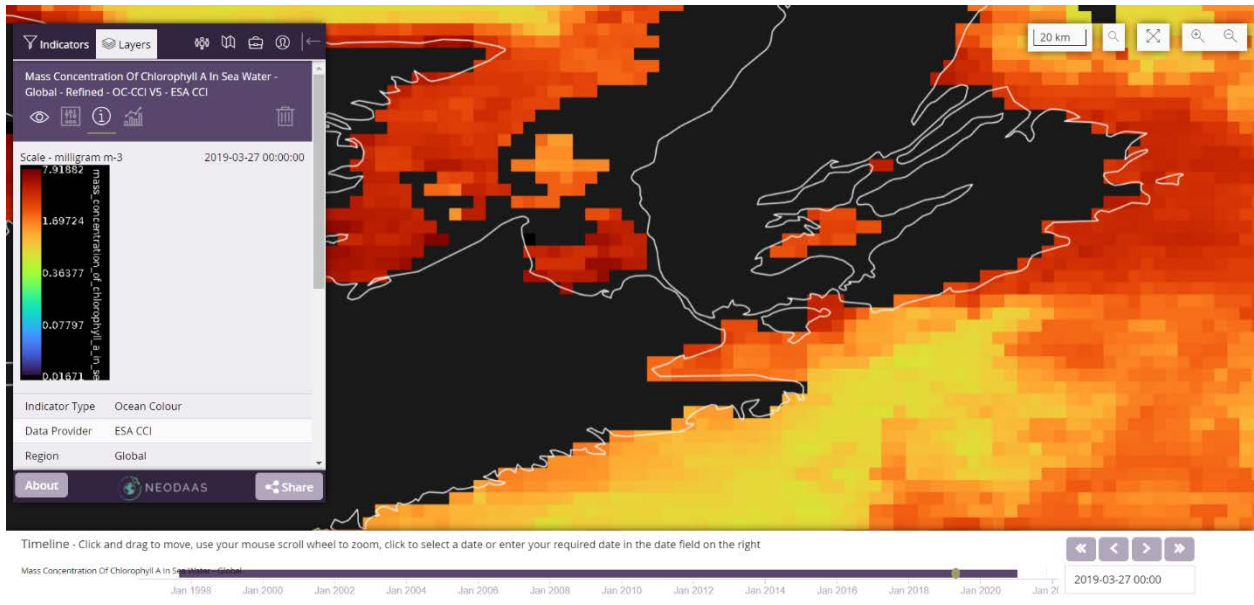 Indicators Layers
20 km
Mass Concentration Of Chlorophyll A In Sea Water -
Global - Refined - OC-CCI V5 - ESA CCI
Scale - milligram m-3 2019-03-27 00:00:00
7.91882
1.69724
0.36377
0.07797
0.01671
mass_concentration_of_chlorophyll_a_in_se
Indicator Type Ocean Colour
Data Provider ESA CCI
Region Global
About NEODAAS Share
Timeline - Click and drag to move, use your mouse scroll wheel to zoom, click to select a date or enter your required date in the date field on the right
Mass Concentration Of Chlorophyll A In Sea Water - Global
Jan 1998 Jan 2000 Jan 2002 Jan 2004 Jan 2006 Jan 2008 Jan 2010 Jan 2012 Jan 2014 Jan 2016 Jan 2018 Jan 2020 Jan 20
2019-03-27 00:00